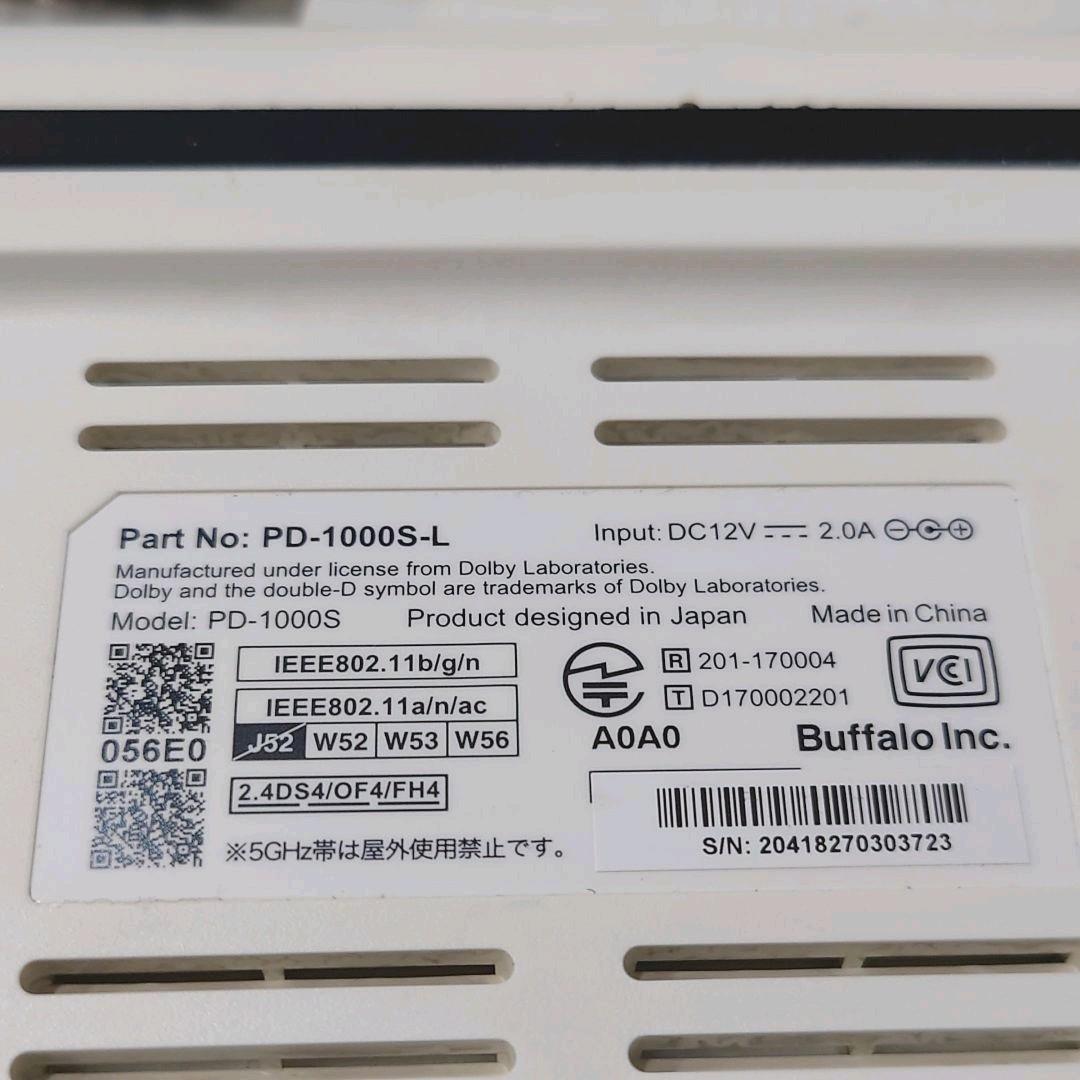 Part No: PD-1000S-L
Input: DC12V 2.0A
Manufactured under license from Dolby Laboratories.
Dolby and the double-D symbol are trademarks of Dolby Laboratories.
Model: PD-1000S
Product designed in Japan
Made in China
056E0
IEEE802.11b/g/n
IEEE802.11a/n/ac
J52 W52 W53 W56
2.4DS4/OF4/FH4
※5GHz帯は屋外使用禁止です。
R 201-170004
T D170002201
A0A0
VCCI
Buffalo Inc.
S/N: 20418270303723